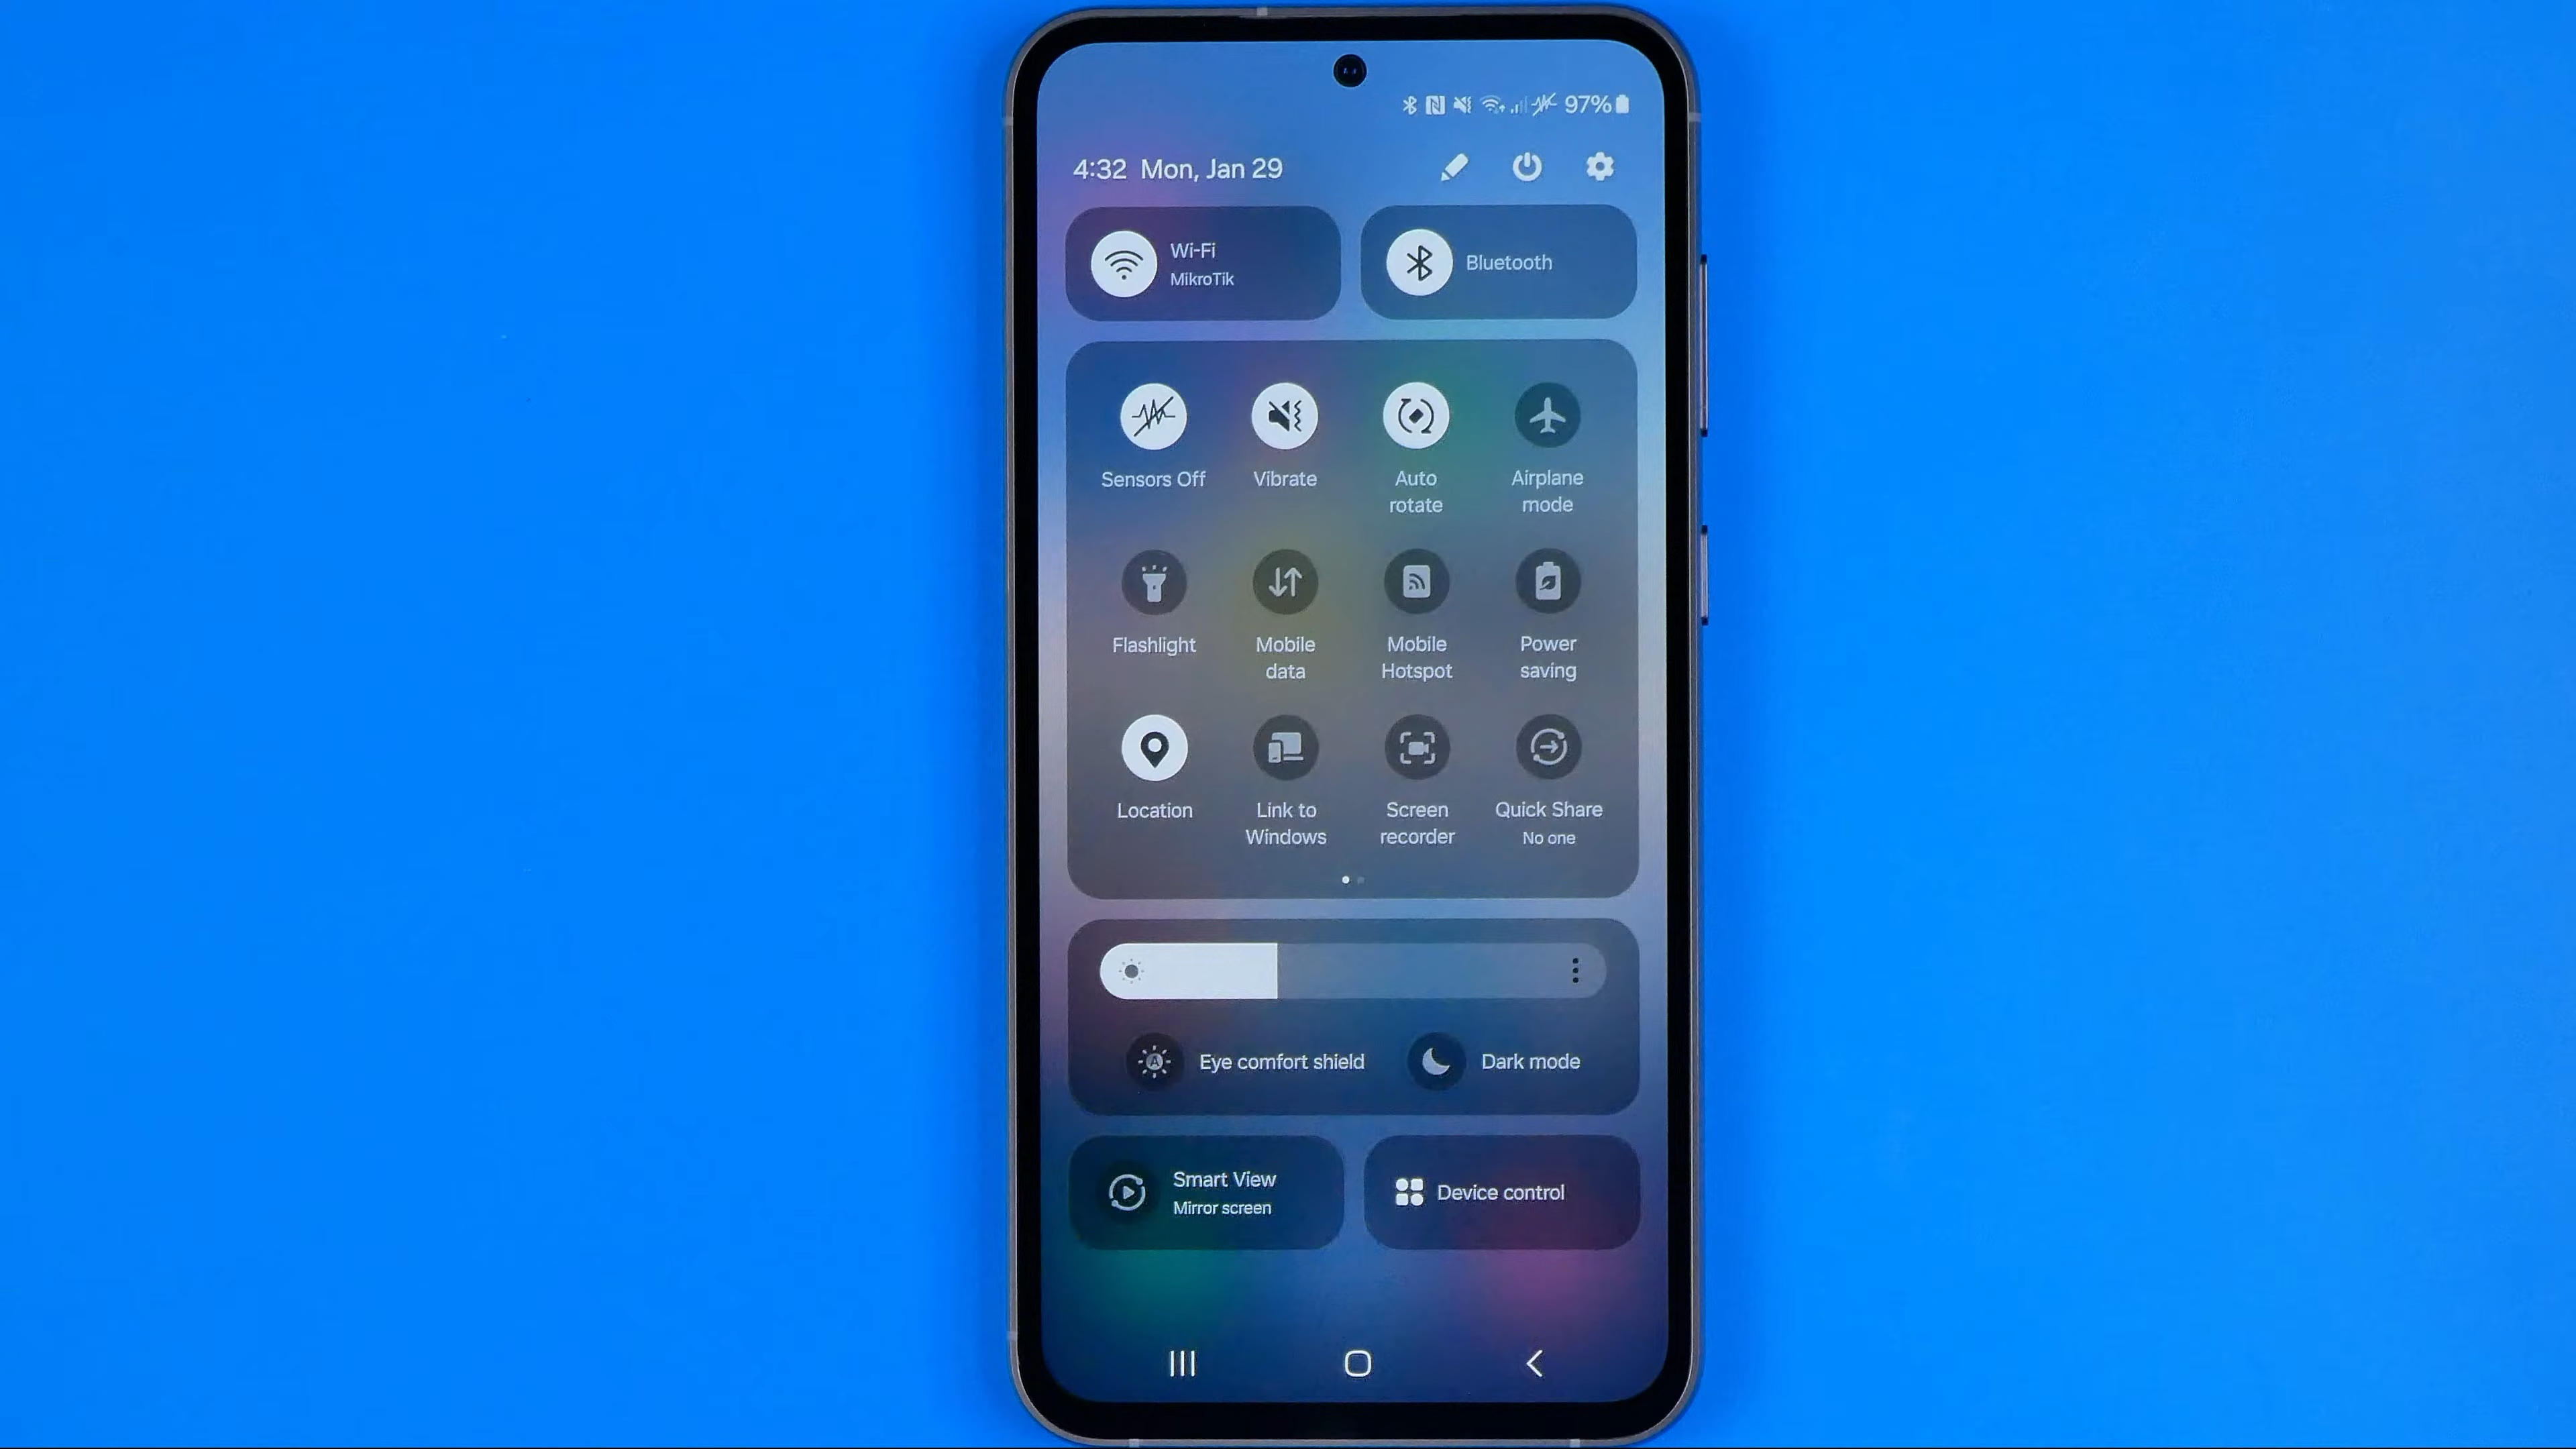 97%
4:32 Mon, Jan 29
Wi-Fi
MikroTik
Bluetooth
Sensors Off
Vibrate
Auto
rotate
Airplane
mode
Flashlight
Mobile
data
Mobile
Hotspot
Power
saving
Location
Link to
Windows
Screen
recorder
Quick Share
No one
Eye comfort shield
Dark mode
Smart View
Mirror screen
Device control